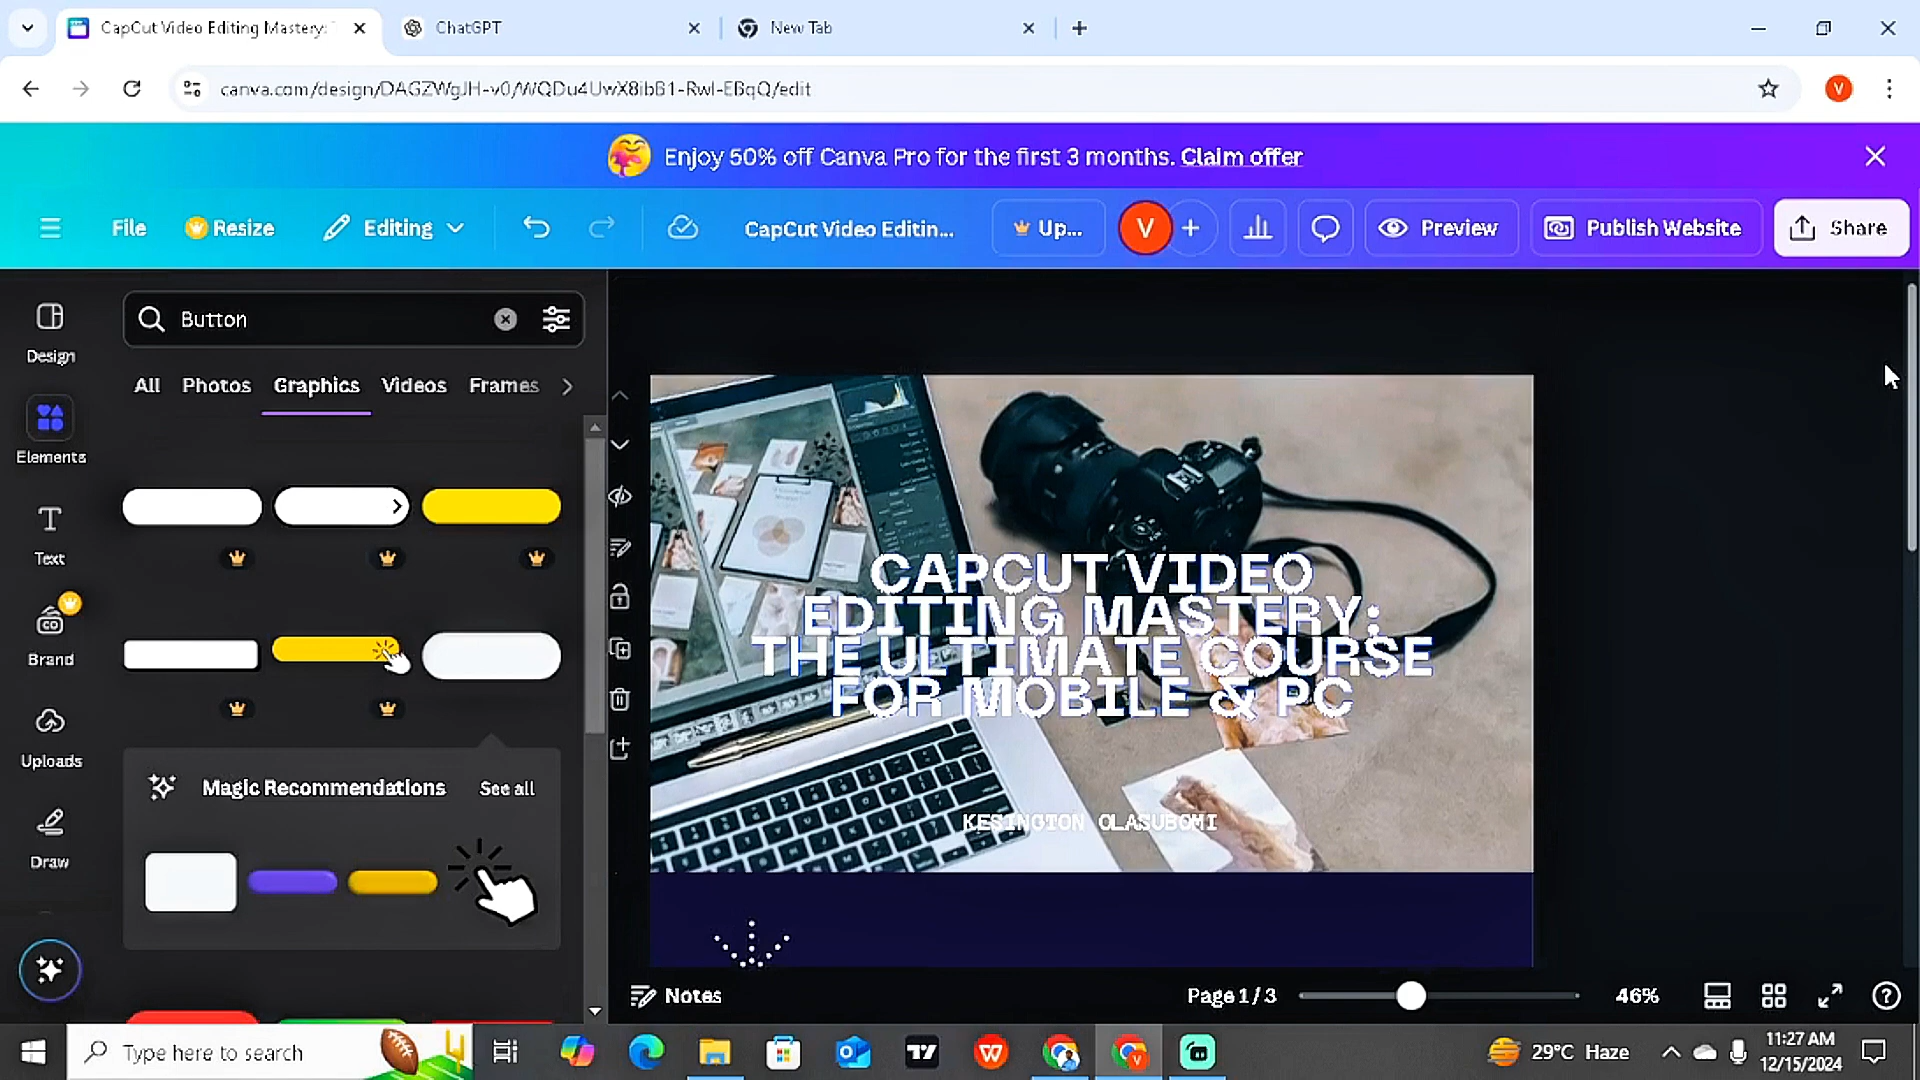 CapCut Video Editing Mastery:
ChatGPT
New Tab
canva.com/design/DAGZWgJH-v0/WQDu4UwX8ibB1-Rwl-EBqQ/edit
V
Enjoy 50% off Canva Pro for the first 3 months. Claim offer
File
Resize
Editing
CapCut Video Editin...
Up...
V
Preview
Publish Website
Share
Design
Elements
Text
Brand
Uploads
Draw
Button
All
Photos
Graphics
Videos
Frames
Magic Recommendations
See all
CAPCUT VIDEO
EDITING MASTERY:
THE ULTIMATE COURSE
FOR MOBILE & PC
KESINGTON OLASUBOMI
Notes
Page 1 / 3
46%
Type here to search
29°C Haze
11:27 AM
12/15/2024